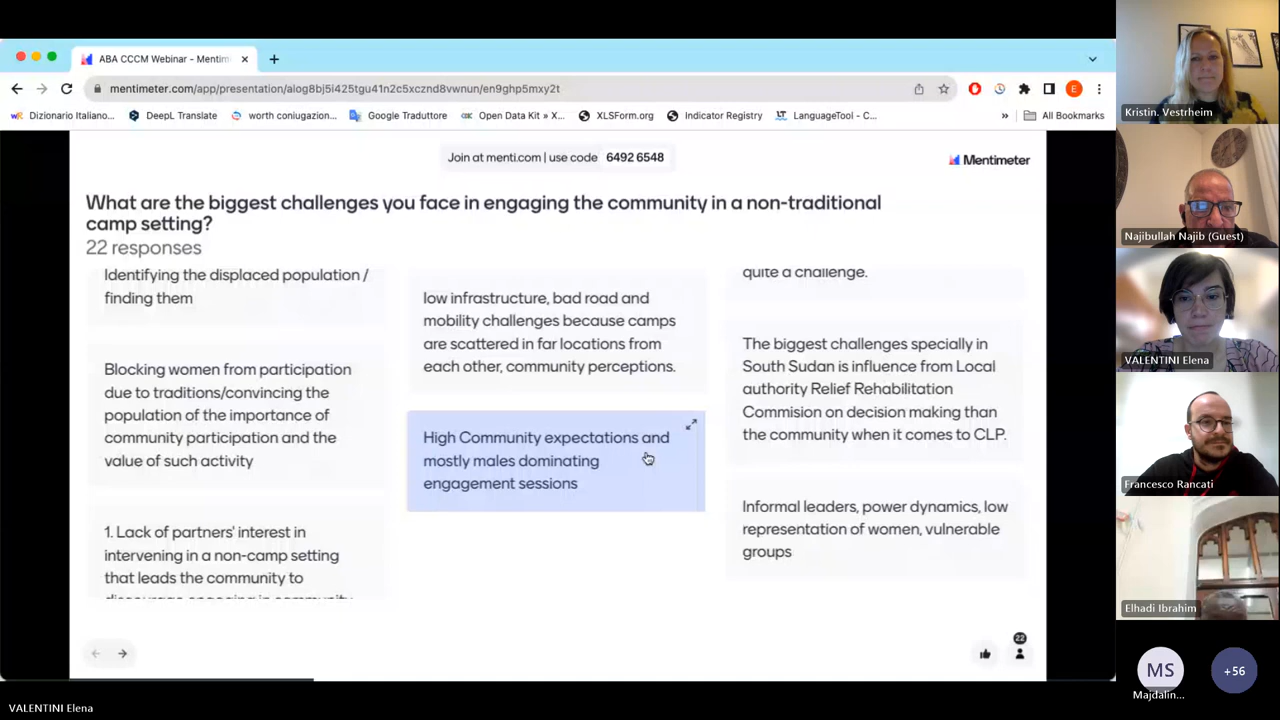 ABA CCCM Webinar - Mentim
mentimeter.com/app/presentation/alog8bj5i425tgu41n2c5xcznd8vwnun/en9ghp5mxy2t
E
Dizionario Italiano...
DeepL Translate
worth coniugazion...
Google Traduttore
Open Data Kit » X...
XLSForm.org
Indicator Registry
LanguageTool - C...
»
All Bookmarks
Join at menti.com | use code 6492 6548
Mentimeter
What are the biggest challenges you face in engaging the community in a non-traditional
camp setting?
22 responses
Identifying the displaced population /
finding them
Blocking women from participation
due to traditions/convincing the
population of the importance of
community participation and the
value of such activity
1. Lack of partners' interest in
intervening in a non-camp setting
that leads the community to
discourage engaging in community
low infrastructure, bad road and
mobility challenges because camps
are scattered in far locations from
each other, community perceptions.
High Community expectations and
mostly males dominating
engagement sessions
quite a challenge.
The biggest challenges specially in
South Sudan is influence from Local
authority Relief Rehabilitation
Commision on decision making than
the community when it comes to CLP.
Informal leaders, power dynamics, low
representation of women, vulnerable
groups
22
Kristin. Vestrheim
Najibullah Najib (Guest)
VALENTINI Elena
Francesco Rancati
Elhadi Ibrahim
MS
Majdalin...
+56
VALENTINI Elena